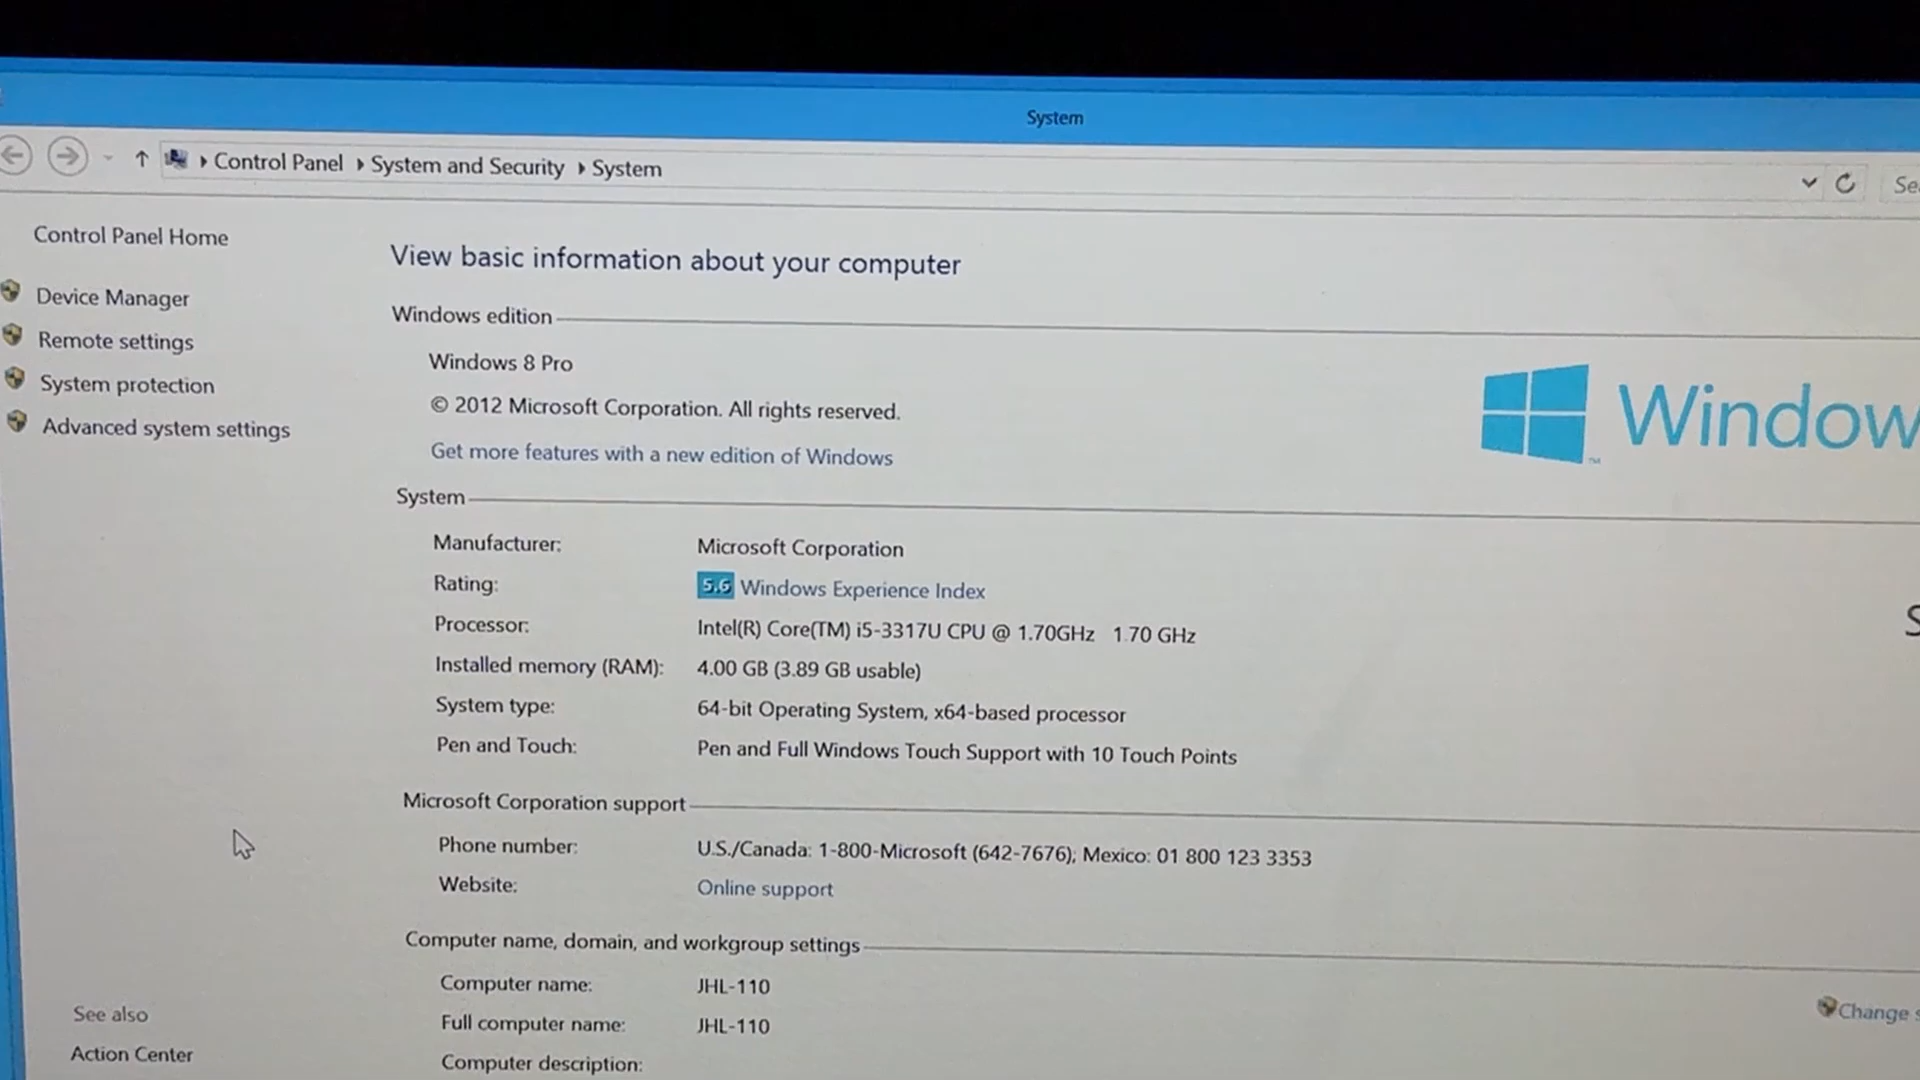 System
Control Panel System and Security System
Control Panel Home
Device Manager
Remote settings
System protection
Advanced system settings
View basic information about your computer
Windows edition
Windows 8 Pro
© 2012 Microsoft Corporation. All rights reserved.
Get more features with a new edition of Windows
Window
System
Manufacturer: Microsoft Corporation
Rating: 5.6 Windows Experience Index
Processor: Intel(R) Core(TM) i5-3317U CPU @ 1.70GHz 1.70 GHz
Installed memory (RAM): 4.00 GB (3.89 GB usable)
System type: 64-bit Operating System, x64-based processor
Pen and Touch: Pen and Full Windows Touch Support with 10 Touch Points
Microsoft Corporation support
Phone number: U.S./Canada: 1-800-Microsoft (642-7676); Mexico: 01 800 123 3353
Website: Online support
Computer name, domain, and workgroup settings
Computer name: JHL-110
Full computer name: JHL-110
Computer description:
Change
See also
Action Center